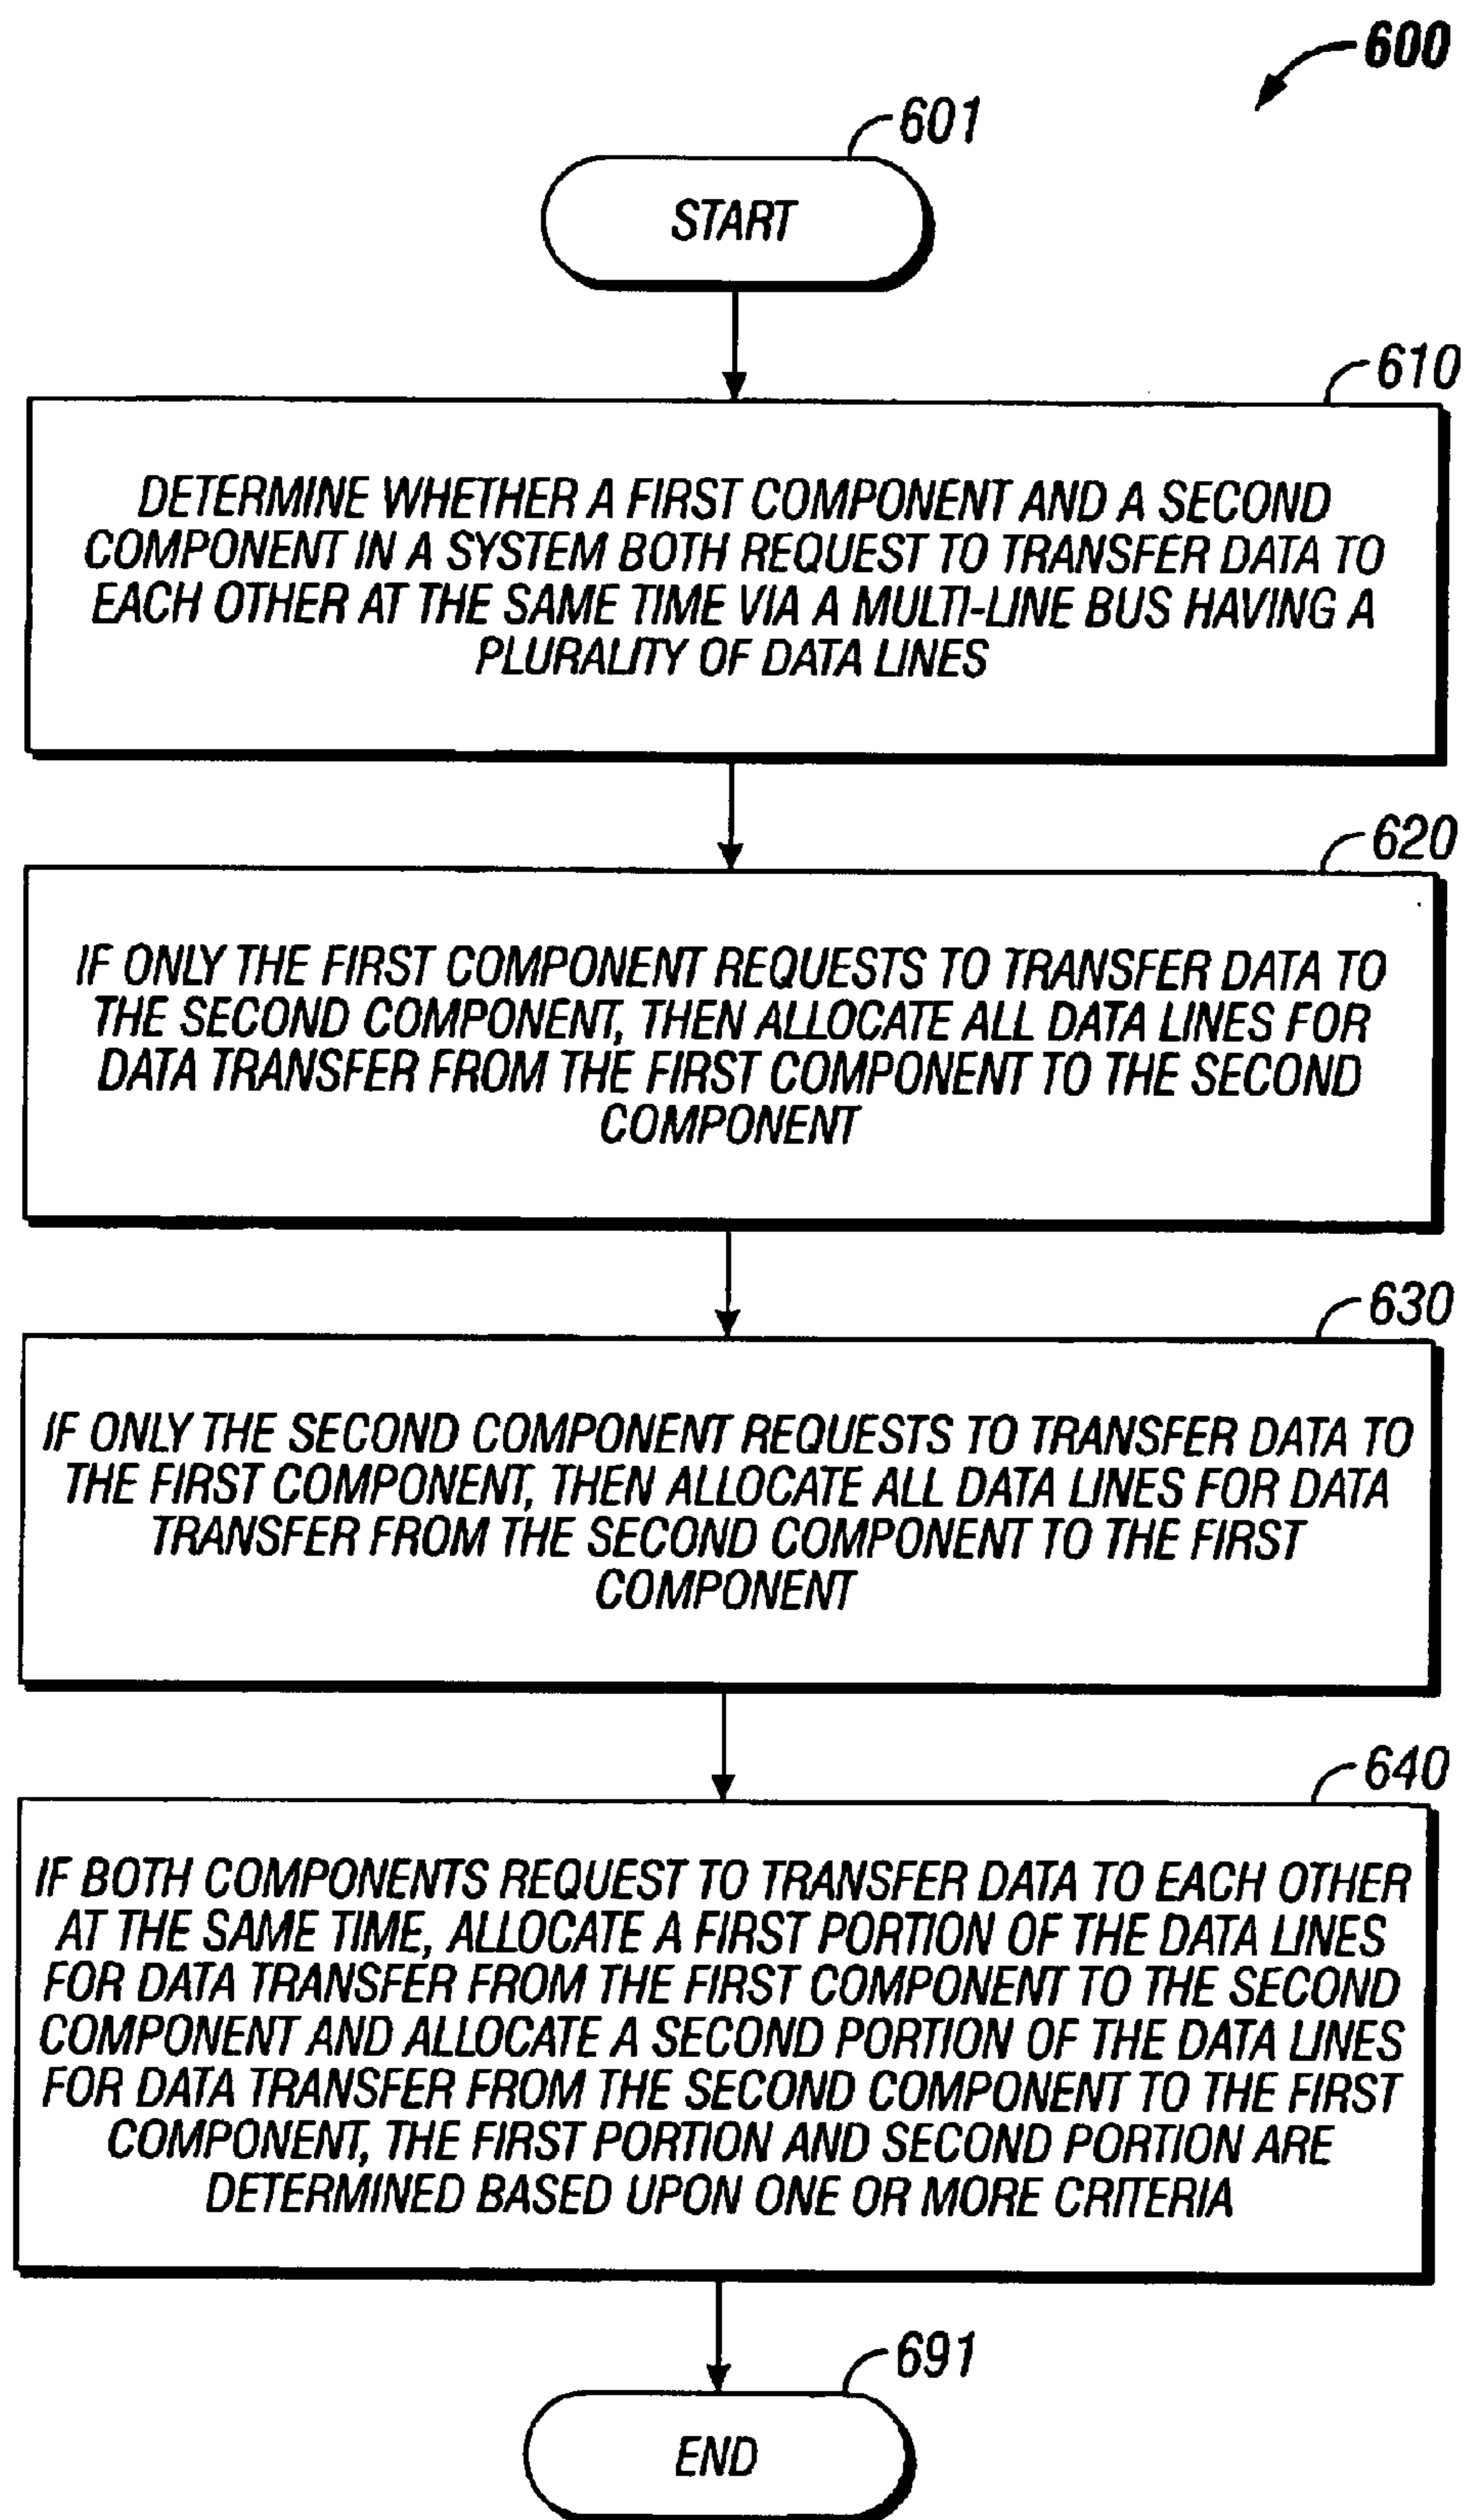 600
601
START
610
DETERMINE WHETHER A FIRST COMPONENT AND A SECOND
COMPONENT IN A SYSTEM BOTH REQUEST TO TRANSFER DATA TO
EACH OTHER AT THE SAME TIME VIA A MULTI-LINE BUS HAVING A
PLURALITY OF DATA LINES
620
IF ONLY THE FIRST COMPONENT REQUESTS TO TRANSFER DATA TO
THE SECOND COMPONENT, THEN ALLOCATE ALL DATA LINES FOR
DATA TRANSFER FROM THE FIRST COMPONENT TO THE SECOND
COMPONENT
630
IF ONLY THE SECOND COMPONENT REQUESTS TO TRANSFER DATA TO
THE FIRST COMPONENT, THEN ALLOCATE ALL DATA LINES FOR DATA
TRANSFER FROM THE SECOND COMPONENT TO THE FIRST
COMPONENT
640
IF BOTH COMPONENTS REQUEST TO TRANSFER DATA TO EACH OTHER
AT THE SAME TIME, ALLOCATE A FIRST PORTION OF THE DATA LINES
FOR DATA TRANSFER FROM THE FIRST COMPONENT TO THE SECOND
COMPONENT AND ALLOCATE A SECOND PORTION OF THE DATA LINES
FOR DATA TRANSFER FROM THE SECOND COMPONENT TO THE FIRST
COMPONENT, THE FIRST PORTION AND SECOND PORTION ARE
DETERMINED BASED UPON ONE OR MORE CRITERIA
691
END